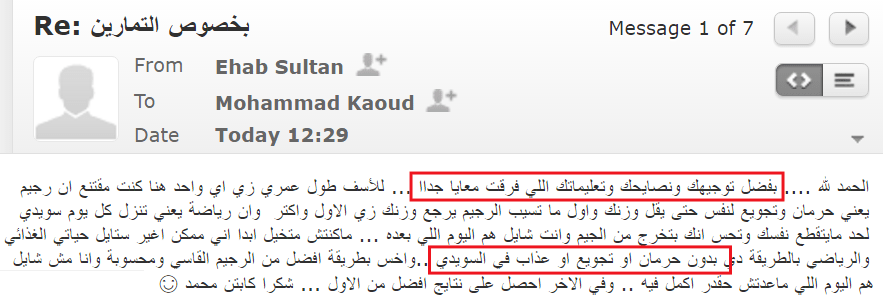 Re: بخصوص التمارين
Message 1 of 7
From Ehab Sultan
To Mohammad Kaoud
Date Today 12:29
الحمد لله .... بفضل توجيهك ونصايحك وتعليماتك اللي فرقت معايا جدااا ... للأسف طول عمري زي اي واحد هنا كنت مقتنع ان رجيم
يعني حرمان وتجويع لنفس حتى يقل وزنك واول ما تسيب الرجيم يرجع وزنك زي الاول واكتر وان رياضة يعني تنزل كل يوم سويدي
لحد مايتقطع نفسك وتحس انك بتخرج من الجيم وانت شايل هم اليوم اللي بعده ... ماكنتش متخيل ابدا اني ممكن اغير ستايل حياتي الغذائي
والرياضي بالطريقة دي بدون حرمان او تجويع او عذاب في السويدي ..واخس بطريقة افضل من الرجيم القاسي ومحسوبة وانا مش شايل
هم اليوم اللي ماعدتش حقدر اكمل فيه .. وفي الاخر احصل على نتايج افضل من الاول ... شكرا كابتن محمد ☺